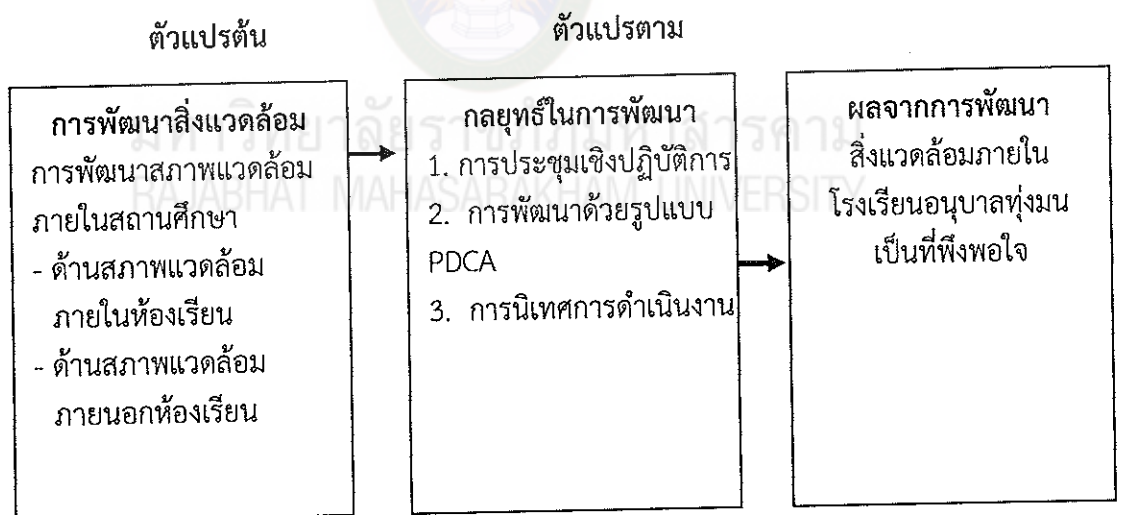 ตัวแปรต้น
ตัวแปรตาม
การพัฒนาสิ่งแวดล้อม
การพัฒนาสภาพแวดล้อม
ภายในสถานศึกษา
- ด้านสภาพแวดล้อม
ภายในห้องเรียน
- ด้านสภาพแวดล้อม
ภายนอกห้องเรียน
กลยุทธ์ในการพัฒนา
1. การประชุมเชิงปฏิบัติการ
2. การพัฒนาด้วยรูปแบบ
PDCA
3. การนิเทศการดำเนินงาน
ผลจากการพัฒนา
สิ่งแวดล้อมภายใน
โรงเรียนอนุบาลทุ่งมน
เป็นที่พึงพอใจ
มหาวิทยาลัยราชภัฏมหาสารคาม
RAJABHAT MAHASARAKHAM UNIVERSITY